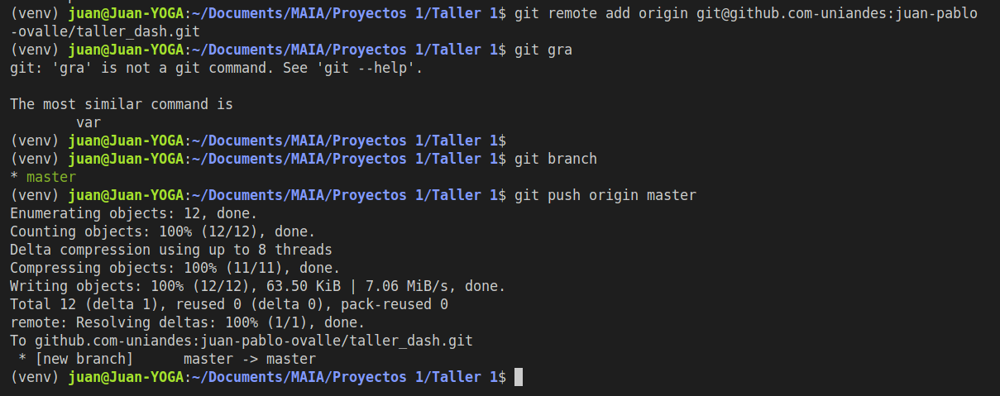 (venv) juan@Juan-YOGA:~/Documents/MAIA/Proyectos 1/Taller 1$ git remote add origin git@github.com-uniandes:juan-pablo
-ovalle/taller_dash.git
(venv) juan@Juan-YOGA:~/Documents/MAIA/Proyectos 1/Taller 1$ git gra
git: 'gra' is not a git command. See 'git --help'.
The most similar command is
var
(venv) juan@Juan-YOGA:~/Documents/MAIA/Proyectos 1/Taller 1$
(venv) juan@Juan-YOGA:~/Documents/MAIA/Proyectos 1/Taller 1$ git branch
* master
(venv) juan@Juan-YOGA:~/Documents/MAIA/Proyectos 1/Taller 1$ git push origin master
Enumerating objects: 12, done.
Counting objects: 100% (12/12), done.
Delta compression using up to 8 threads
Compressing objects: 100% (11/11), done.
Writing objects: 100% (12/12), 63.50 KiB | 7.06 MiB/s, done.
Total 12 (delta 1), reused 0 (delta 0), pack-reused 0
remote: Resolving deltas: 100% (1/1), done.
To github.com-uniandes:juan-pablo-ovalle/taller_dash.git
* [new branch]      master -> master
(venv) juan@Juan-YOGA:~/Documents/MAIA/Proyectos 1/Taller 1$